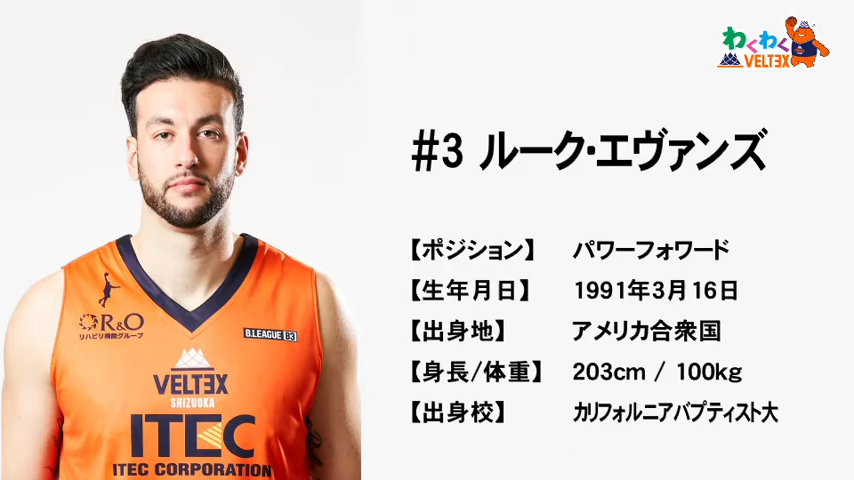 わくわく
VELTEX
#3 ルーク・エヴァンズ
【ポジション】 パワーフォワード
【生年月日】 1991年3月16日
【出身地】 アメリカ合衆国
【身長/体重】 203cm / 100kg
【出身校】 カリフォルニアバプティスト大
R&O
リハビリ病院グループ
B.LEAGUE 83
VELTEX
SHIZUOKA
ITEC
ITEC CORPORATION